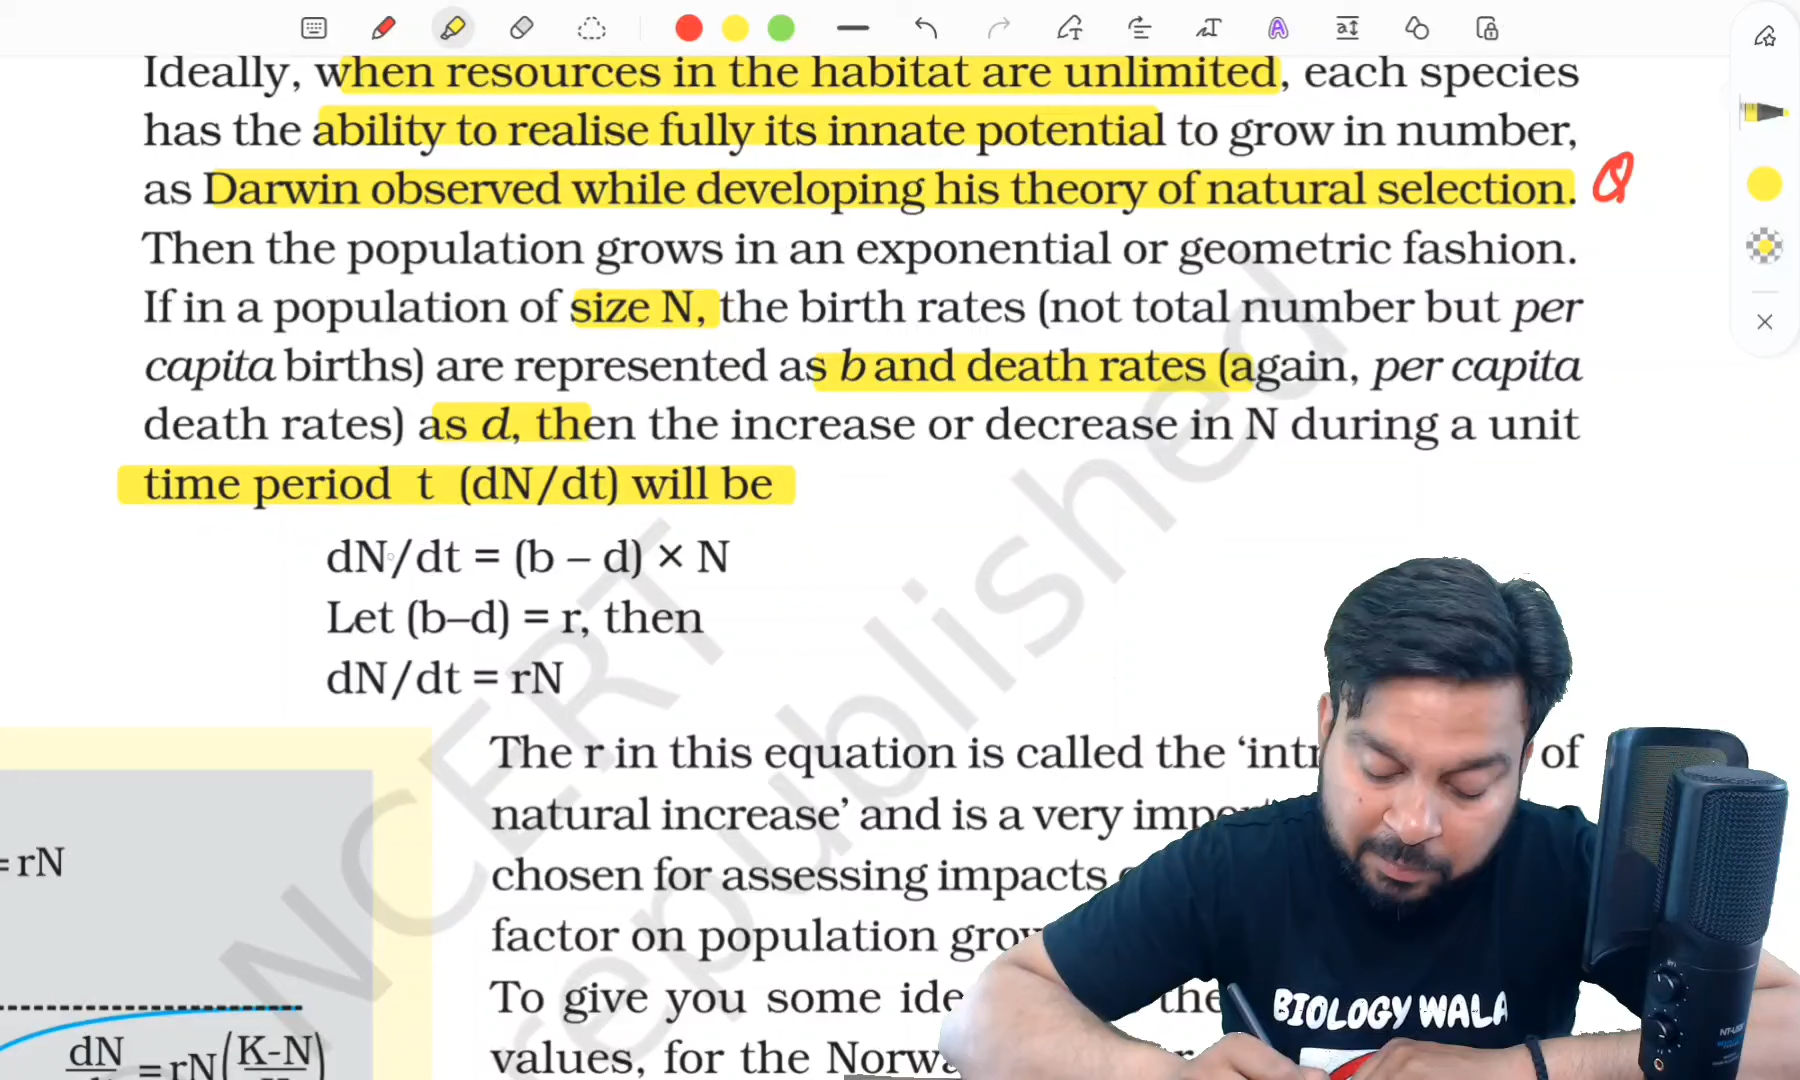 Ideally, when resources in the habitat are unlimited, each species
has the ability to realise fully its innate potential to grow in number,
as Darwin observed while developing his theory of natural selection. Q
Then the population grows in an exponential or geometric fashion.
If in a population of size N, the birth rates (not total number but per
capita births) are represented as b and death rates (again, per capita
death rates) as d, then the increase or decrease in N during a unit
time period t (dN/dt) will be
dN/dt = (b – d) × N
Let (b–d) = r, then
dN/dt = rN
The r in this equation is called the ‘ of
natural increase’ and is a very
chosen for assessing impacts
factor on population
To give you some the
values, for the
= rN
dN = rN(K-N)
NCERT
republished
BIOLOGY WALA